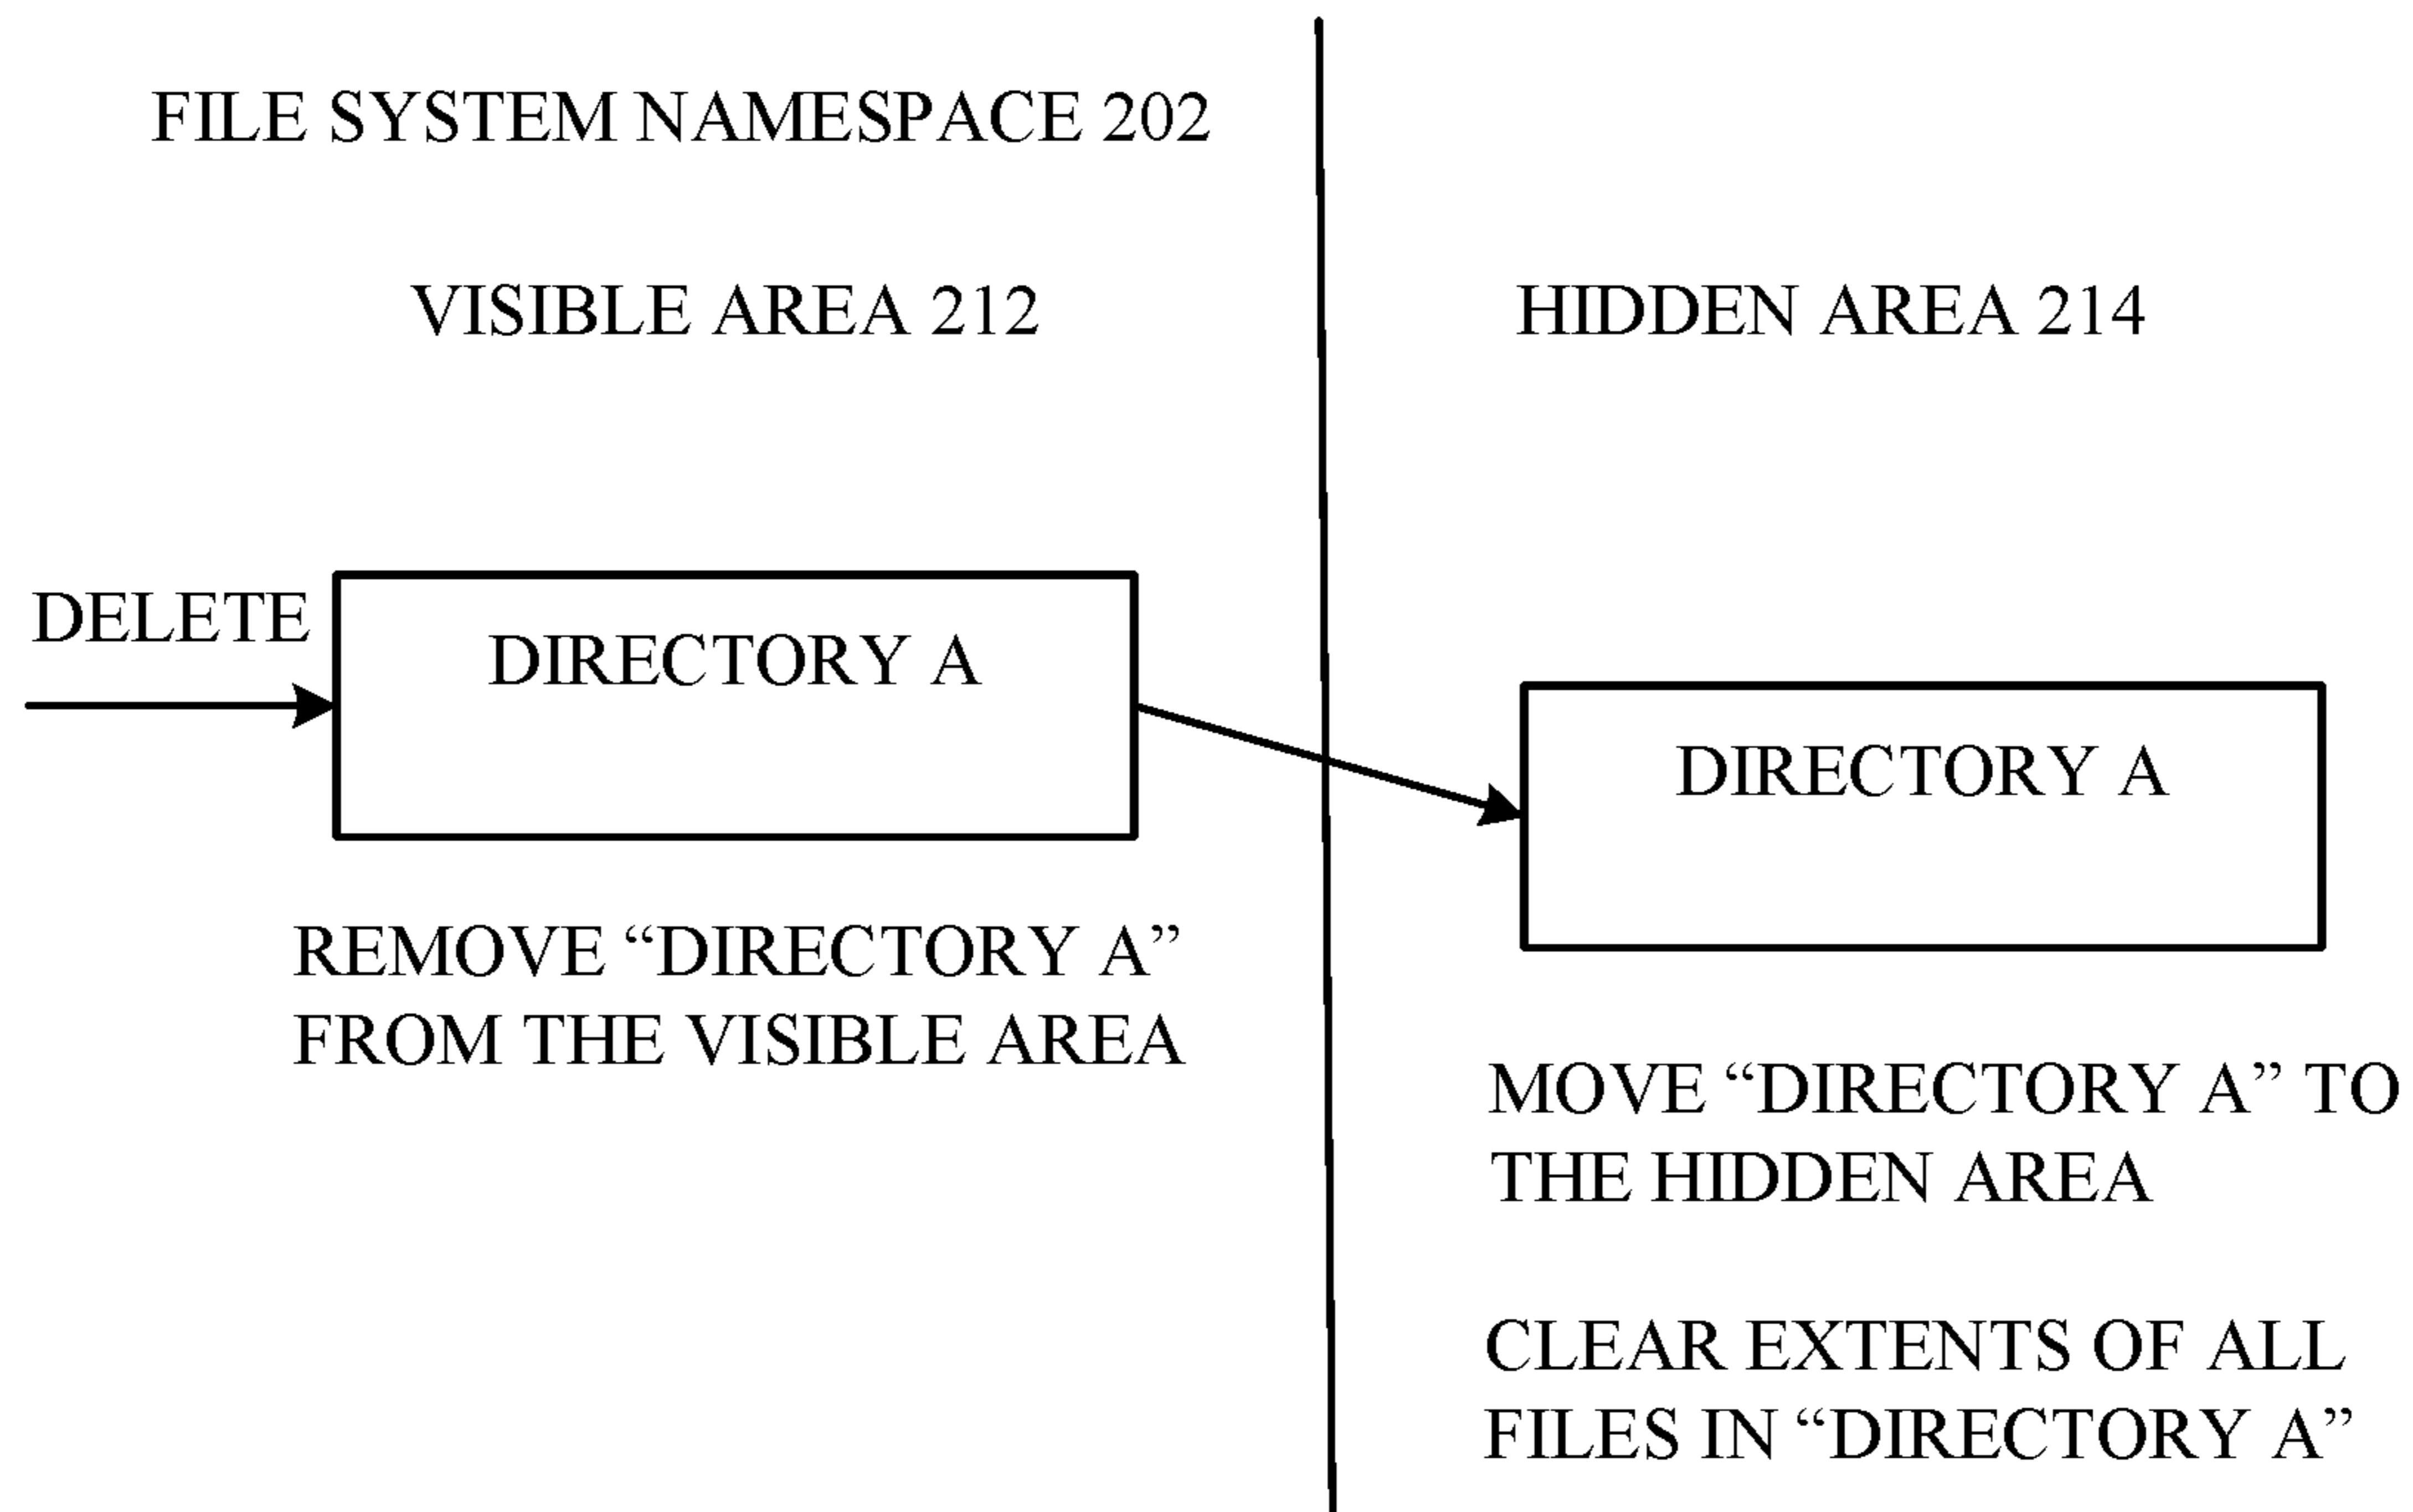 FILE SYSTEM NAMESPACE 202
VISIBLE AREA 212
HIDDEN AREA 214
DELETE
DIRECTORY A
DIRECTORY A
REMOVE “DIRECTORY A”
FROM THE VISIBLE AREA
MOVE “DIRECTORY A” TO
THE HIDDEN AREA
CLEAR EXTENTS OF ALL
FILES IN “DIRECTORY A”